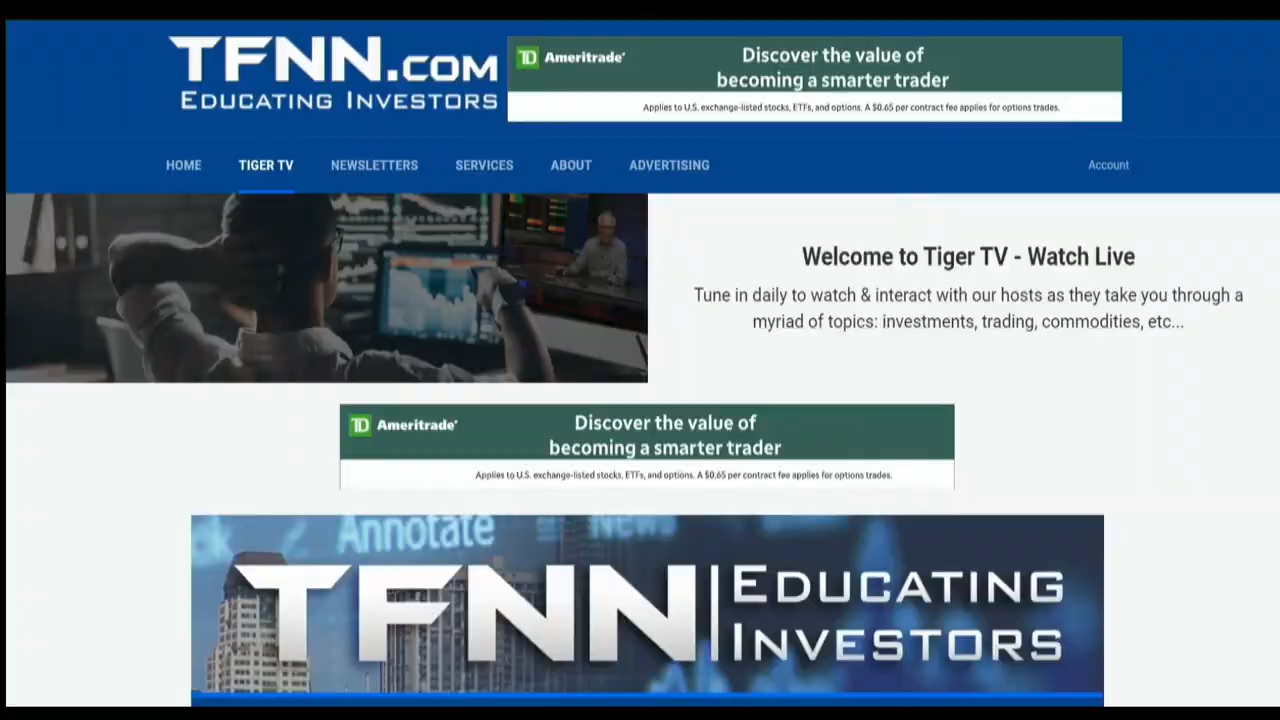 TFNN.COM
EDUCATING INVESTORS
TD Ameritrade
Discover the value of
becoming a smarter trader
Applies to U.S. exchange-listed stocks, ETFs, and options. A $0.65 per contract fee applies for options trades.
HOME TIGER TV NEWSLETTERS SERVICES ABOUT ADVERTISING Account
Welcome to Tiger TV - Watch Live
Tune in daily to watch & interact with our hosts as they take you through a
myriad of topics: investments, trading, commodities, etc...
TD Ameritrade
Discover the value of
becoming a smarter trader
Applies to U.S. exchange-listed stocks, ETFs, and options. A $0.65 per contract fee applies for options trades.
Annotate News
TFNN EDUCATING
INVESTORS